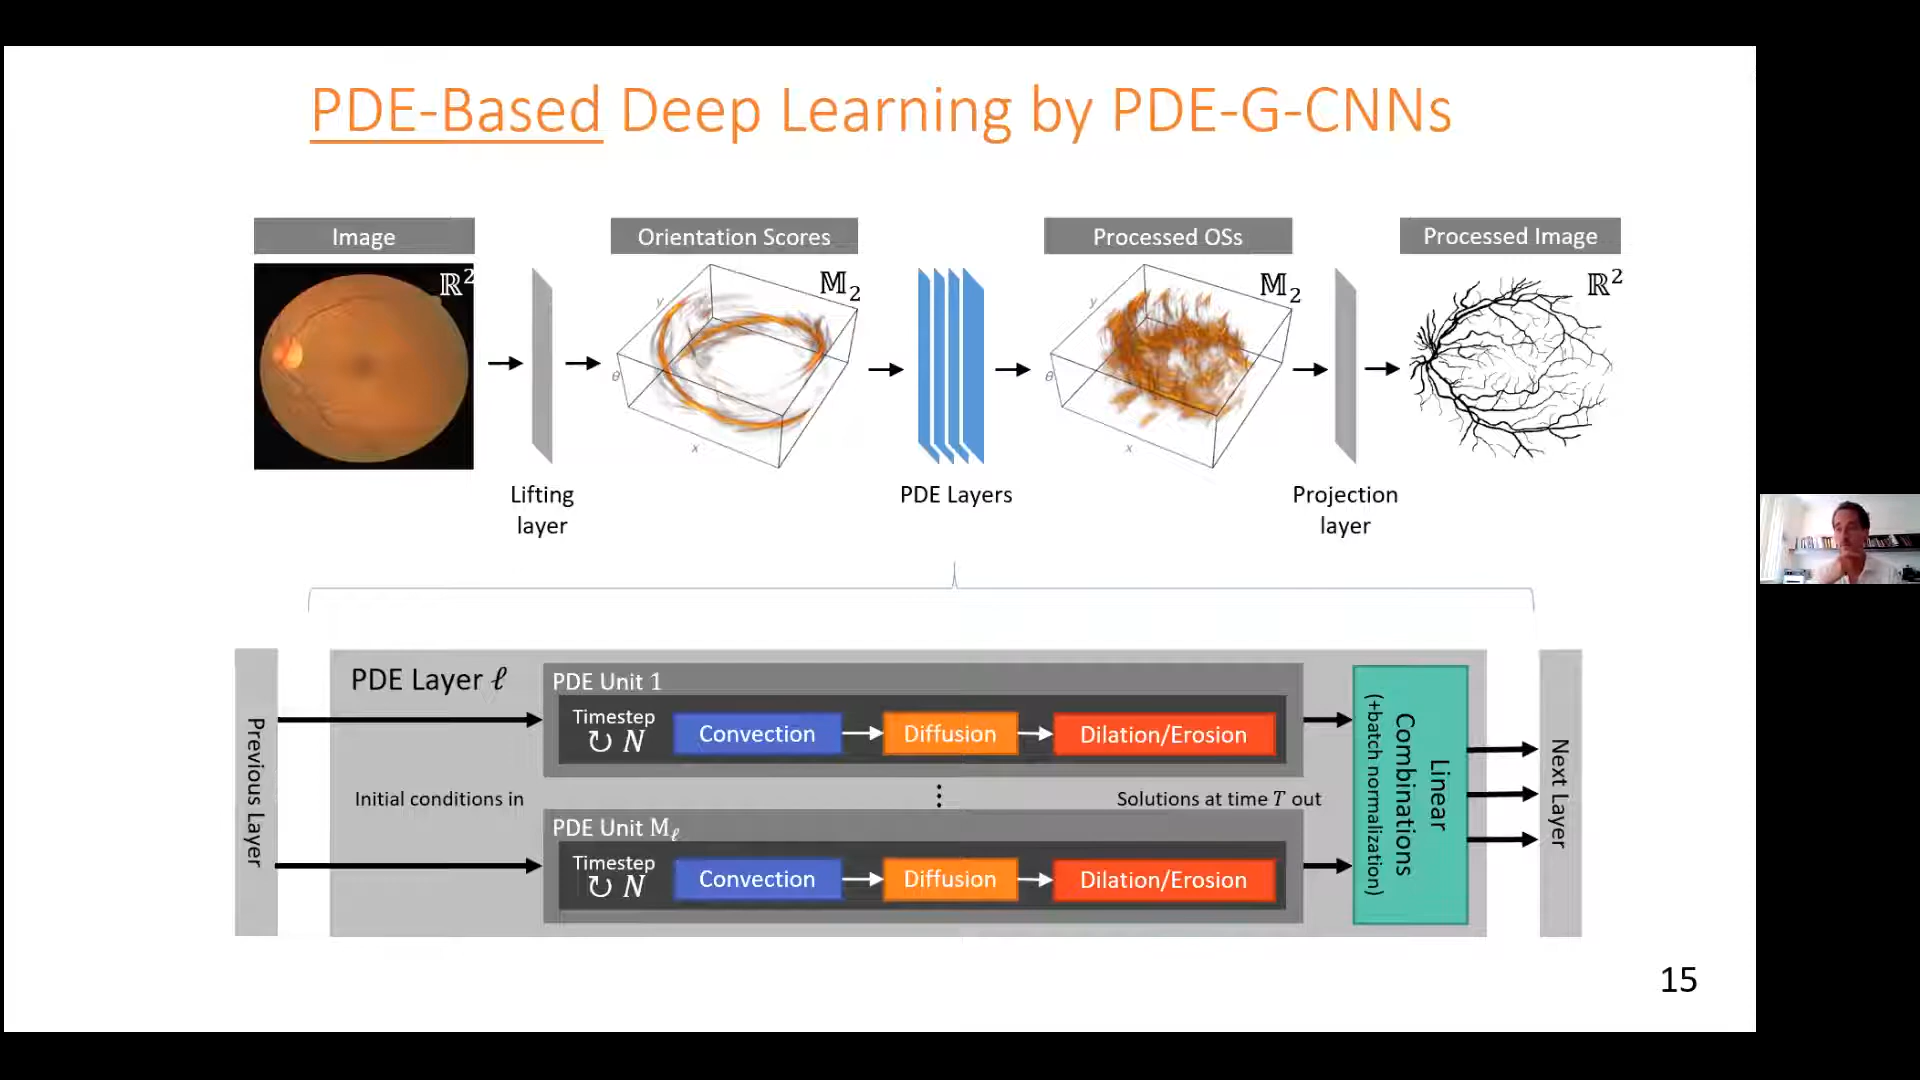 PDE-Based Deep Learning by PDE-G-CNNs
Image
Orientation Scores
Processed OSs
Processed Image
ℝ²
𝕄₂
𝕄₂
ℝ²
y
θ
x
y
θ
x
Lifting
layer
PDE Layers
Projection
layer
Previous Layer
PDE Layer ℓ
PDE Unit 1
Timestep
↻ N
Convection
Diffusion
Dilation/Erosion
Initial conditions in
⋮
Solutions at time T out
PDE Unit M_ℓ
Timestep
↻ N
Convection
Diffusion
Dilation/Erosion
Linear
Combinations
(+batch normalization)
Next Layer
15